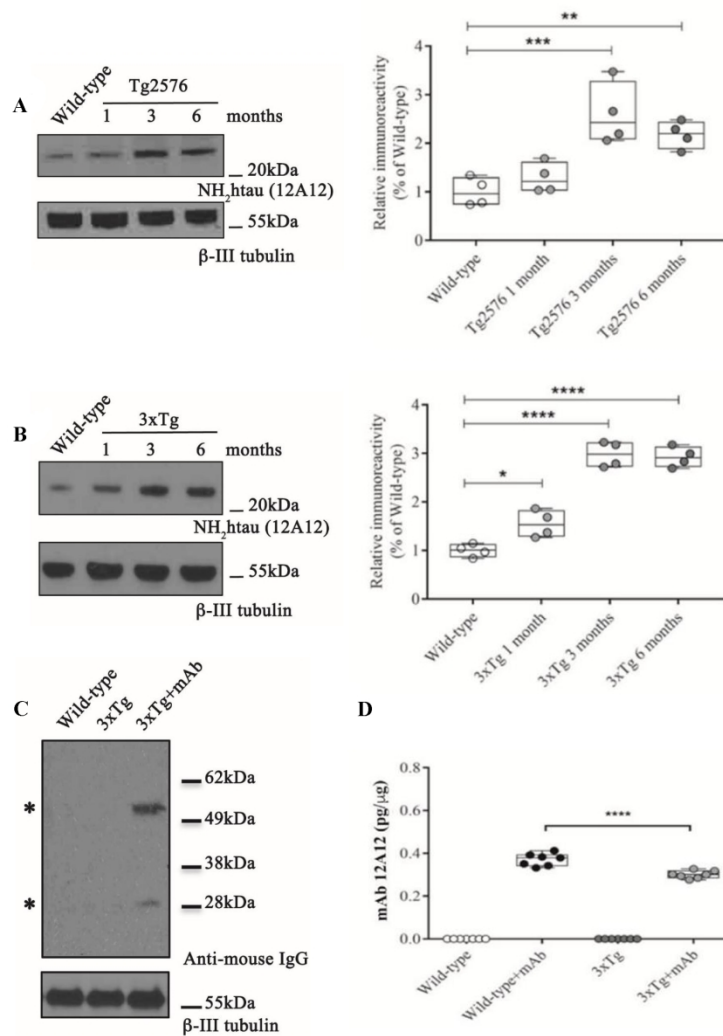 A
Wild-type
Tg2576
1 3 6 months
20kDa
NH2htau (12A12)
55kDa
β-III tubulin
Relative immunoreactivity
(% of Wild-type)
4
3
2
1
0
**
***
Wild-type
Tg2576 1 month
Tg2576 3 months
Tg2576 6 months
B
Wild-type
3xTg
1 3 6 months
20kDa
NH2htau (12A12)
55kDa
β-III tubulin
Relative immunoreactivity
(% of Wild-type)
4
3
2
1
0
****
****
*
Wild-type
3xTg 1 month
3xTg 3 months
3xTg 6 months
C
Wild-type
3xTg
3xTg+mAb
62kDa
* 49kDa
38kDa
* 28kDa
Anti-mouse IgG
55kDa
β-III tubulin
D
mAb 12A12 (pg/µg)
0.8
0.6
0.4
0.2
0.0
****
Wild-type
Wild-type+mAb
3xTg
3xTg+mAb